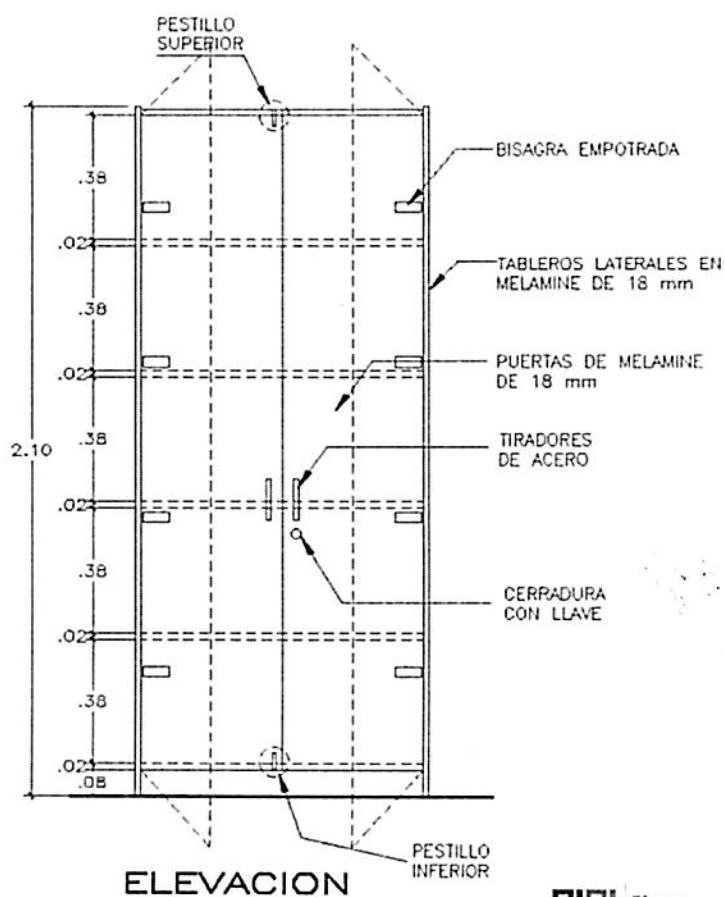 PESTILLO
SUPERIOR
BISAGRA EMPOTRADA
TABLEROS LATERALES EN
MELAMINE DE 18 mm
PUERTAS DE MELAMINE
DE 18 mm
TIRADORES
DE ACERO
CERRADURA
CON LLAVE
PESTILLO
INFERIOR
2.10
.38
.02
.38
.02
.38
.02
.38
.02
.38
.02
.08
ELEVACION